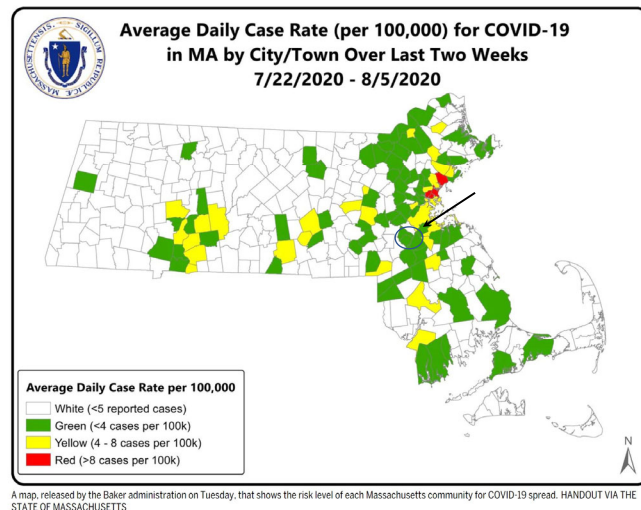 Average Daily Case Rate (per 100,000) for COVID-19
in MA by City/Town Over Last Two Weeks
7/22/2020 - 8/5/2020
Average Daily Case Rate per 100,000
White (<5 reported cases)
Green (<4 cases per 100k)
Yellow (4 - 8 cases per 100k)
Red (>8 cases per 100k)
N
A map, released by the Baker administration on Tuesday, that shows the risk level of each Massachusetts community for COVID-19 spread. HANDOUT VIA THE
STATE OF MASSACHUSETTS